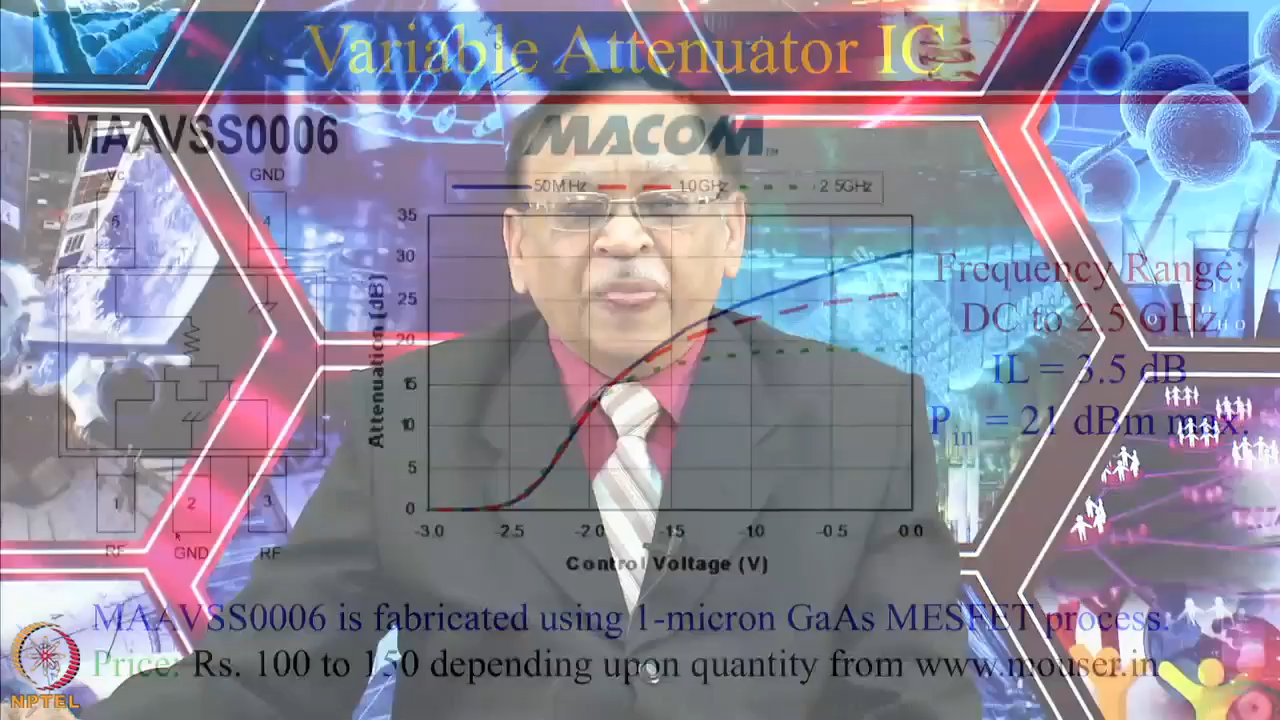 Variable Attenuator IC
MAAVSS0006
MACOM™
Vc
GND
5
4
1
2
3
RF
GND
RF
50MHz
1.0GHz
2.5GHz
Attenuation (dB)
35
30
25
20
15
10
5
0
-3.0 -2.5 -2.0 -1.5 -1.0 -0.5 0.0
Control Voltage (V)
Frequency Range:
DC to 2.5 GHz
IL = 3.5 dB
Pin = 21 dBm max.
MAAVSS0006 is fabricated using 1-micron GaAs MESFET process.
Price: Rs. 100 to 150 depending upon quantity from www.mouser.in
NPTEL